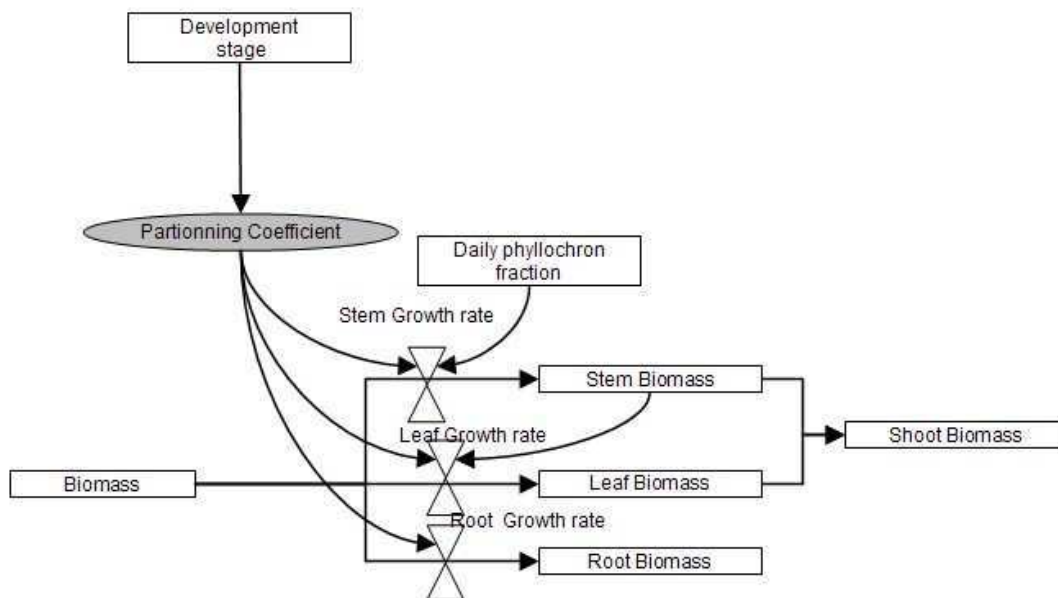 Development
stage
Partionning Coefficient
Daily phyllochron
fraction
Stem Growth rate
Stem Biomass
Leaf Growth rate
Shoot Biomass
Biomass
Leaf Biomass
Root Growth rate
Root Biomass